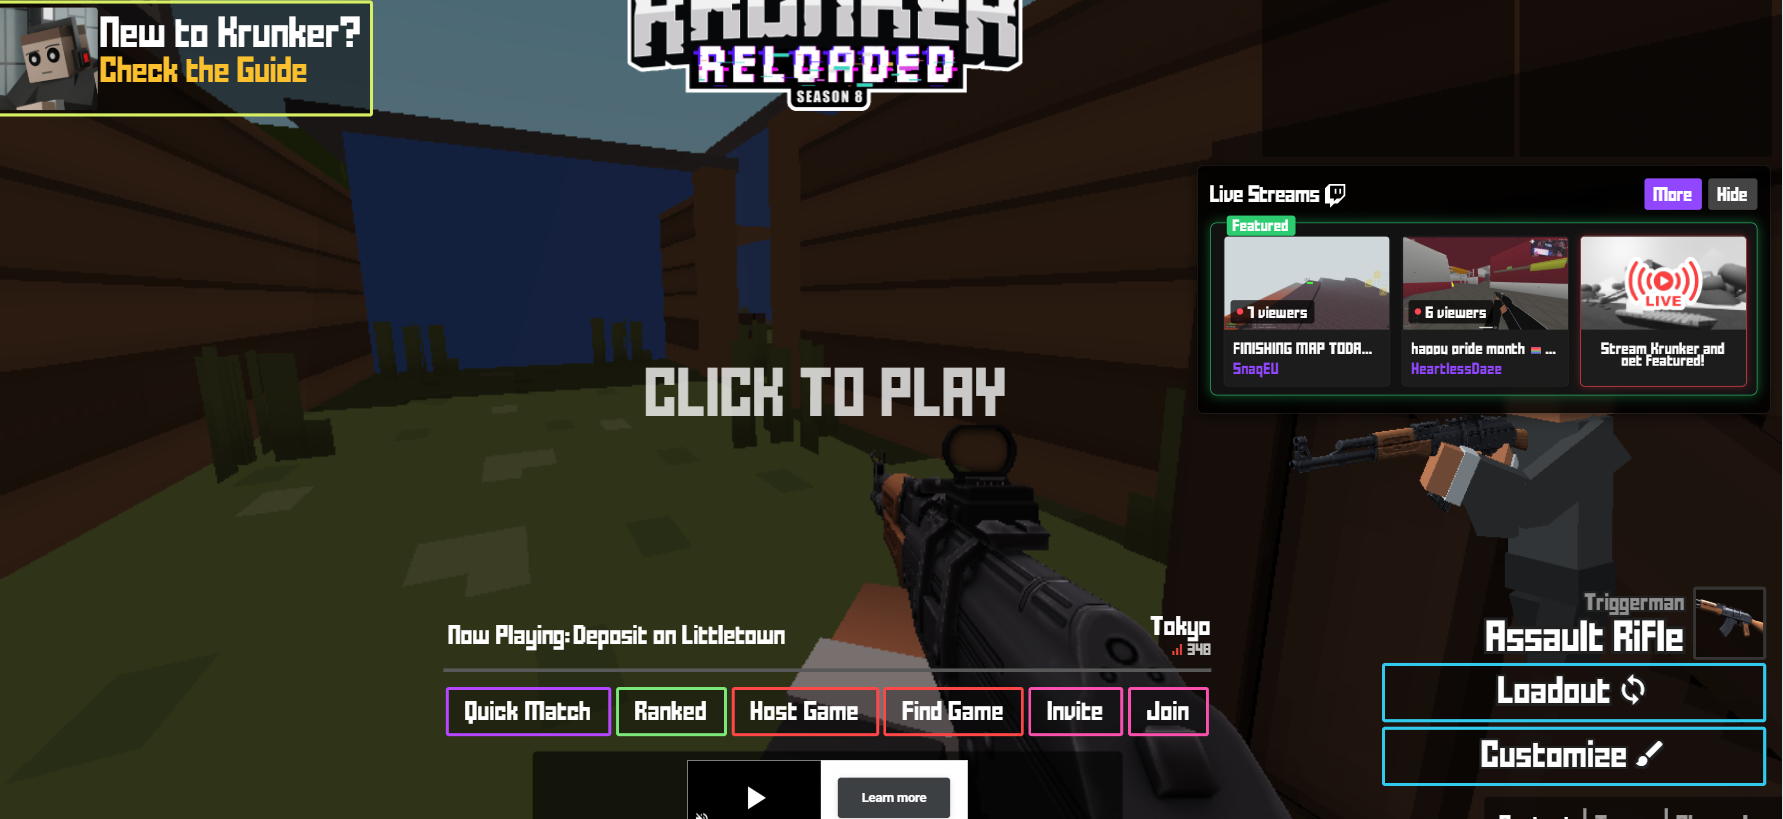 New to Krunker?
Check the Guide
KRUNKER
RELOADED
SEASON 8
Live Streams
More
Hide
Featured
7 viewers
6 viewers
LIVE
FINISHING MAP TODA...
SnaqEU
happy pride month ...
HeartlessDaze
Stream Krunker and
get Featured!
CLICK TO PLAY
Now Playing: Deposit on Littletown
Tokyo
348
Triggerman
Assault Rifle
Loadout
Customize
Quick Match
Ranked
Host Game
Find Game
Invite
Join
Learn more